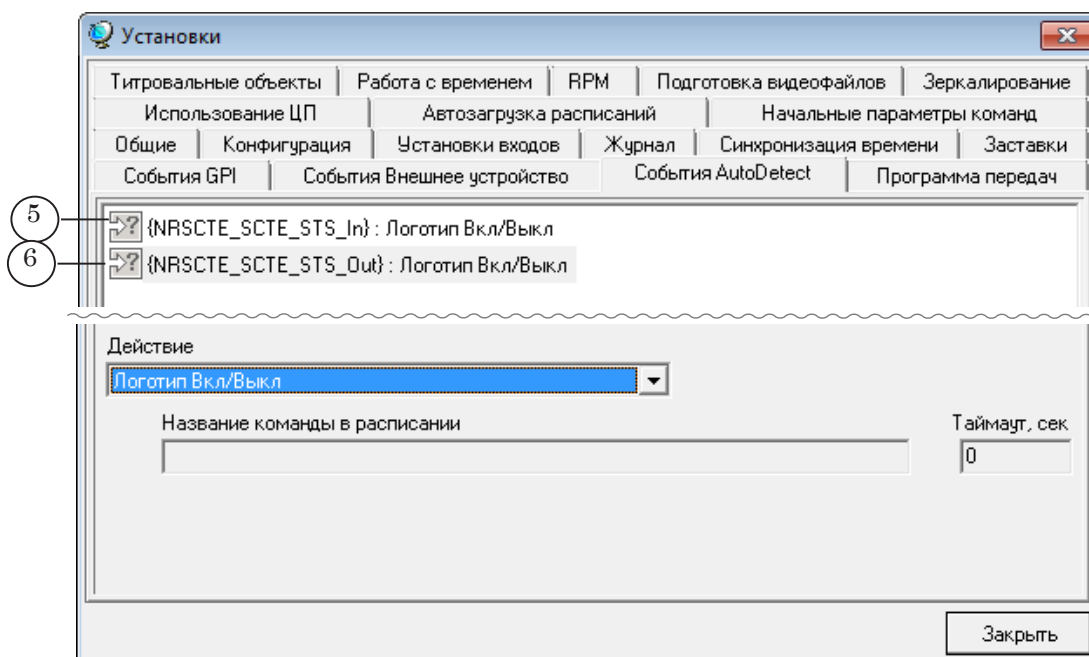 Установки
Титровальные объекты Работа с временем RPM Подготовка видеофайлов Зеркалирование
Использование ЦП Автозагрузка расписаний Начальные параметры команд
Общие Конфигурация Установки входов Журнал Синхронизация времени Заставки
События GPI События Внешнее устройство События AutoDetect Программа передач
5 {NRSCTE_SCTE_STS_In} : Логотип Вкл/Выкл
6 {NRSCTE_SCTE_STS_Out} : Логотип Вкл/Выкл
Действие
Логотип Вкл/Выкл
Название команды в расписании Таймаут, сек
0
Закрыть